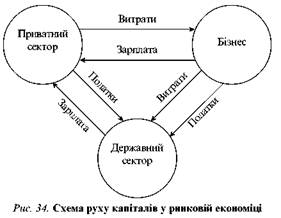 Витрати
Приватний
сектор
Бізнес
Зарплата
Податки
Витрати
Зарплата
Податки
Державний
сектор
Рис. 34. Схема руху капіталів у ринковій економіці